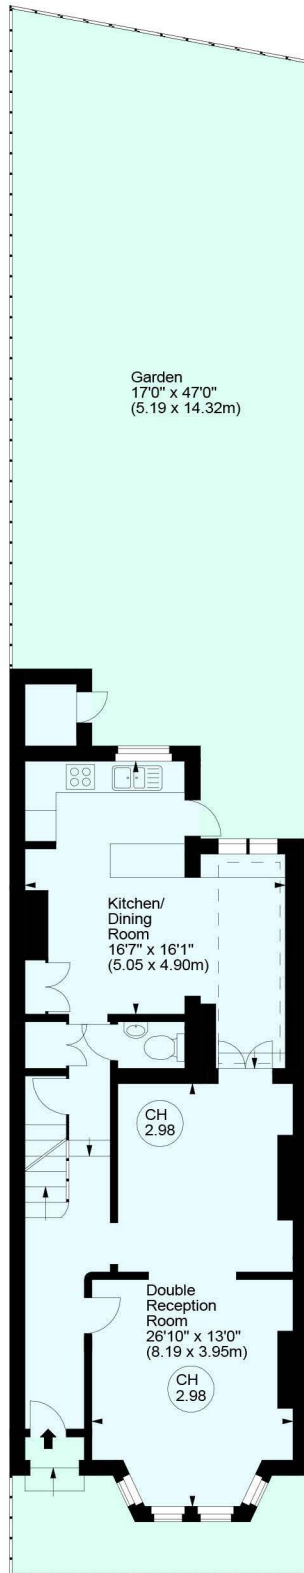 Garden
17'0" x 47'0"
(5.19 x 14.32m)
Kitchen/
Dining
Room
16'7" x 16'1"
(5.05 x 4.90m)
CH
2.98
Double
Reception
Room
26'10" x 13'0"
(8.19 x 3.95m)
CH
2.98